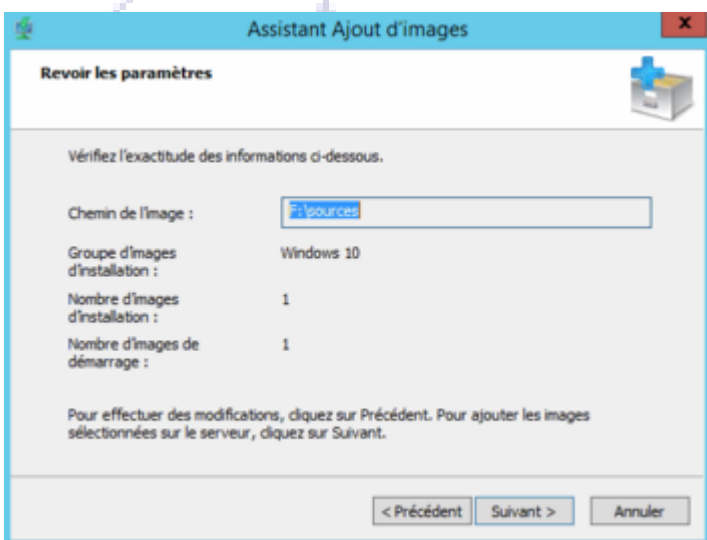 Assistant Ajout d'images
x
Revoir les paramètres
Vérifiez l'exactitude des informations ci-dessous.
Chemin de l'image :
F:\sources
Groupe d'images
d'installation :
Windows 10
Nombre d'images
d'installation :
1
Nombre d'images de
démarrage :
1
Pour effectuer des modifications, cliquez sur Précédent. Pour ajouter les images
sélectionnées sur le serveur, cliquez sur Suivant.
< Précédent
Suivant >
Annuler